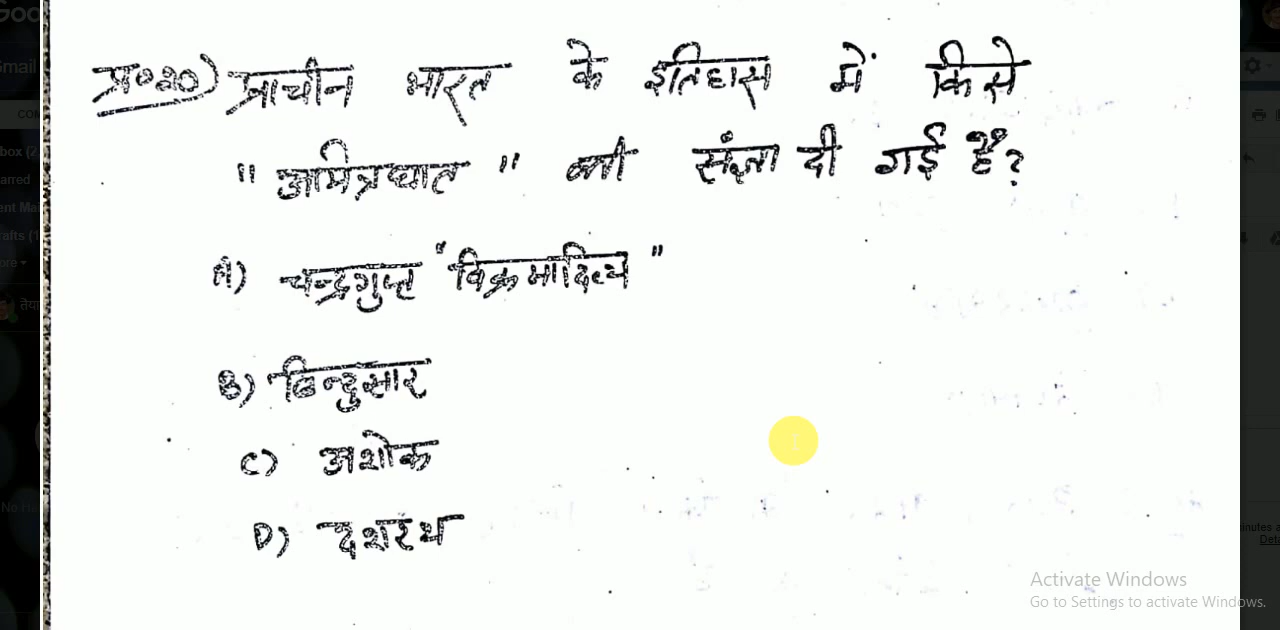 प्र०20) प्राचीन भारत के इतिहास में किसे
"अमित्रघात" की संज्ञा दी गई है?
A) चन्द्रगुप्त "विक्रमादित्य"
B) बिन्दुसार
C) अशोक
D) दशरथ
Activate Windows
Go to Settings to activate Windows.